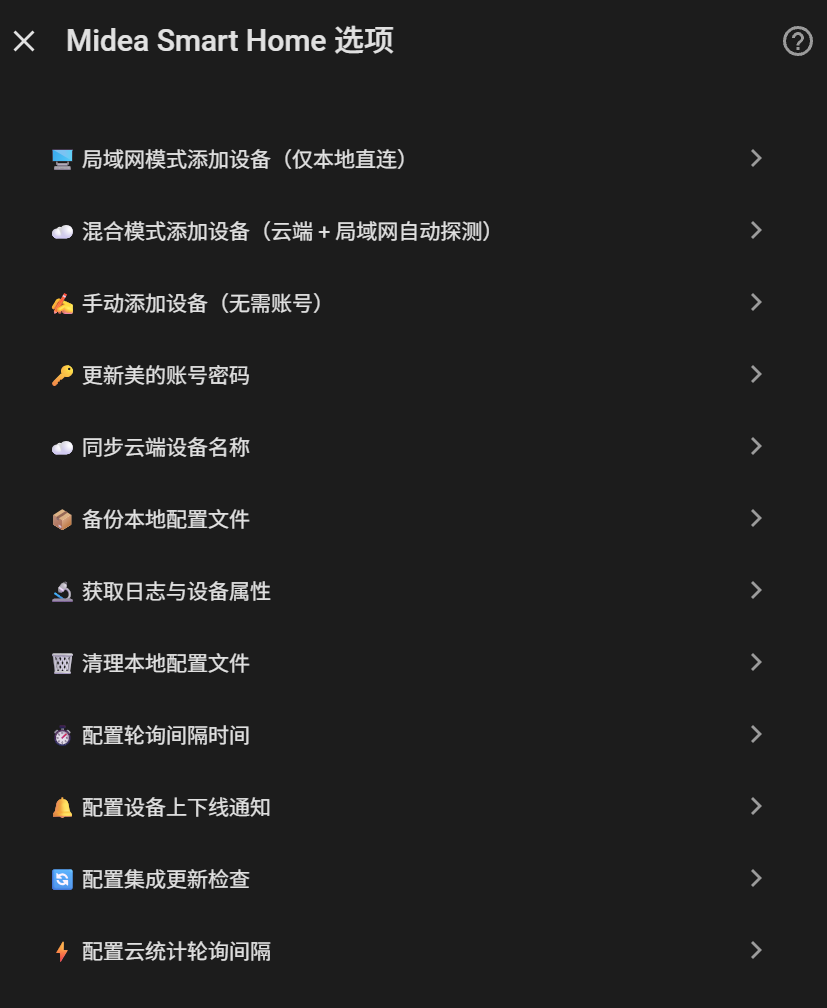 Midea Smart Home 选项
局域网模式添加设备（仅本地直连）
混合模式添加设备（云端 + 局域网自动探测）
手动添加设备（无需账号）
更新美的账号密码
同步云端设备名称
备份本地配置文件
获取日志与设备属性
清理本地配置文件
配置轮询间隔时间
配置设备上下线通知
配置集成更新检查
配置云统计轮询间隔